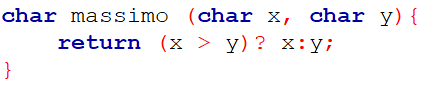 char massimo (char x, char y){
    return (x > y)? x:y;
}